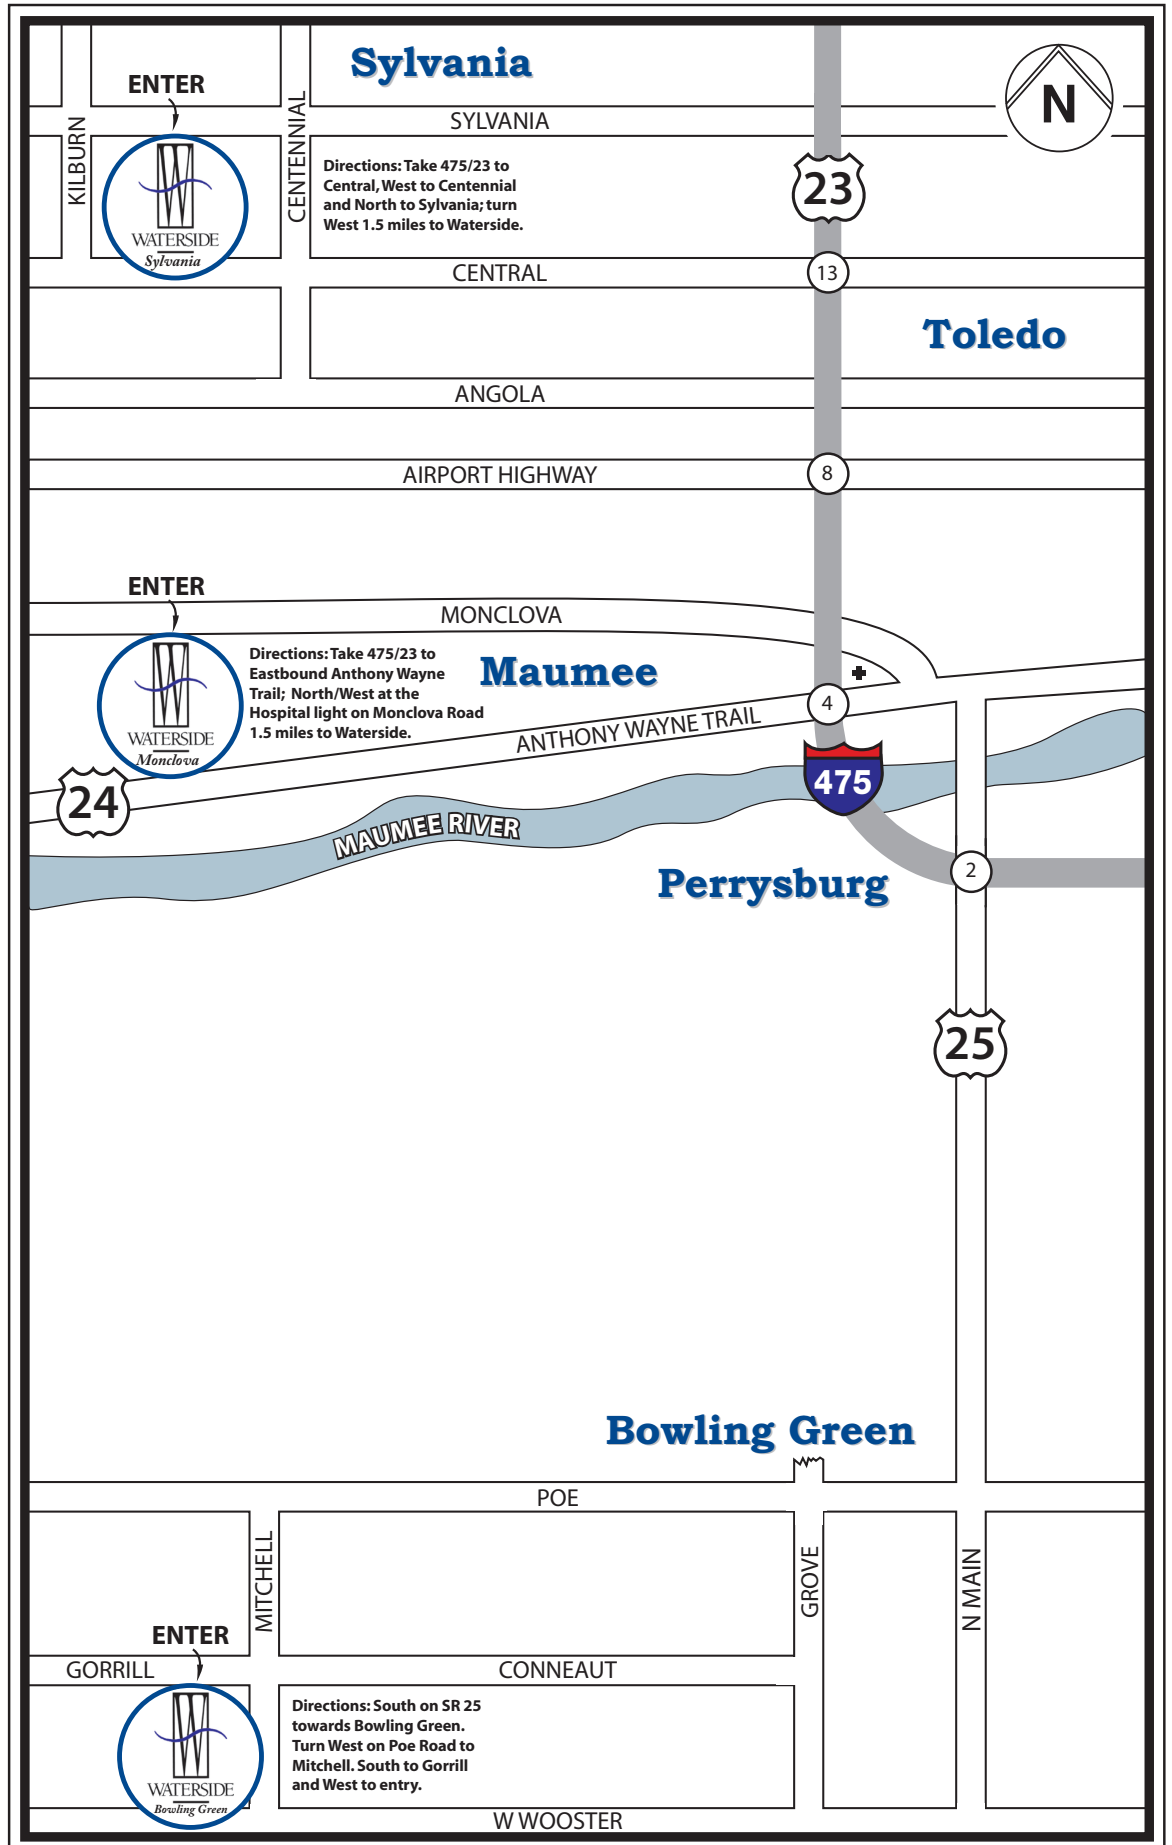 Sylvania
N
ENTER
SYLVANIA
KILBURN
CENTENNIAL
WATERSIDE
Sylvania
Directions: Take 475/23 to
Central, West to Centennial
and North to Sylvania; turn
West 1.5 miles to Waterside.
23
CENTRAL
13
Toledo
ANGOLA
AIRPORT HIGHWAY
8
ENTER
MONCLOVA
WATERSIDE
Monclova
Directions: Take 475/23 to
Eastbound Anthony Wayne
Trail; North/West at the
Hospital light on Monclova Road
1.5 miles to Waterside.
Maumee
4
ANTHONY WAYNE TRAIL
475
24
MAUMEE RIVER
Perrysburg
2
25
Bowling Green
POE
MITCHELL
GROVE
N MAIN
ENTER
GORRILL
CONNEAUT
WATERSIDE
Bowling Green
Directions: South on SR 25
towards Bowling Green.
Turn West on Poe Road to
Mitchell. South to Gorrill
and West to entry.
W WOOSTER